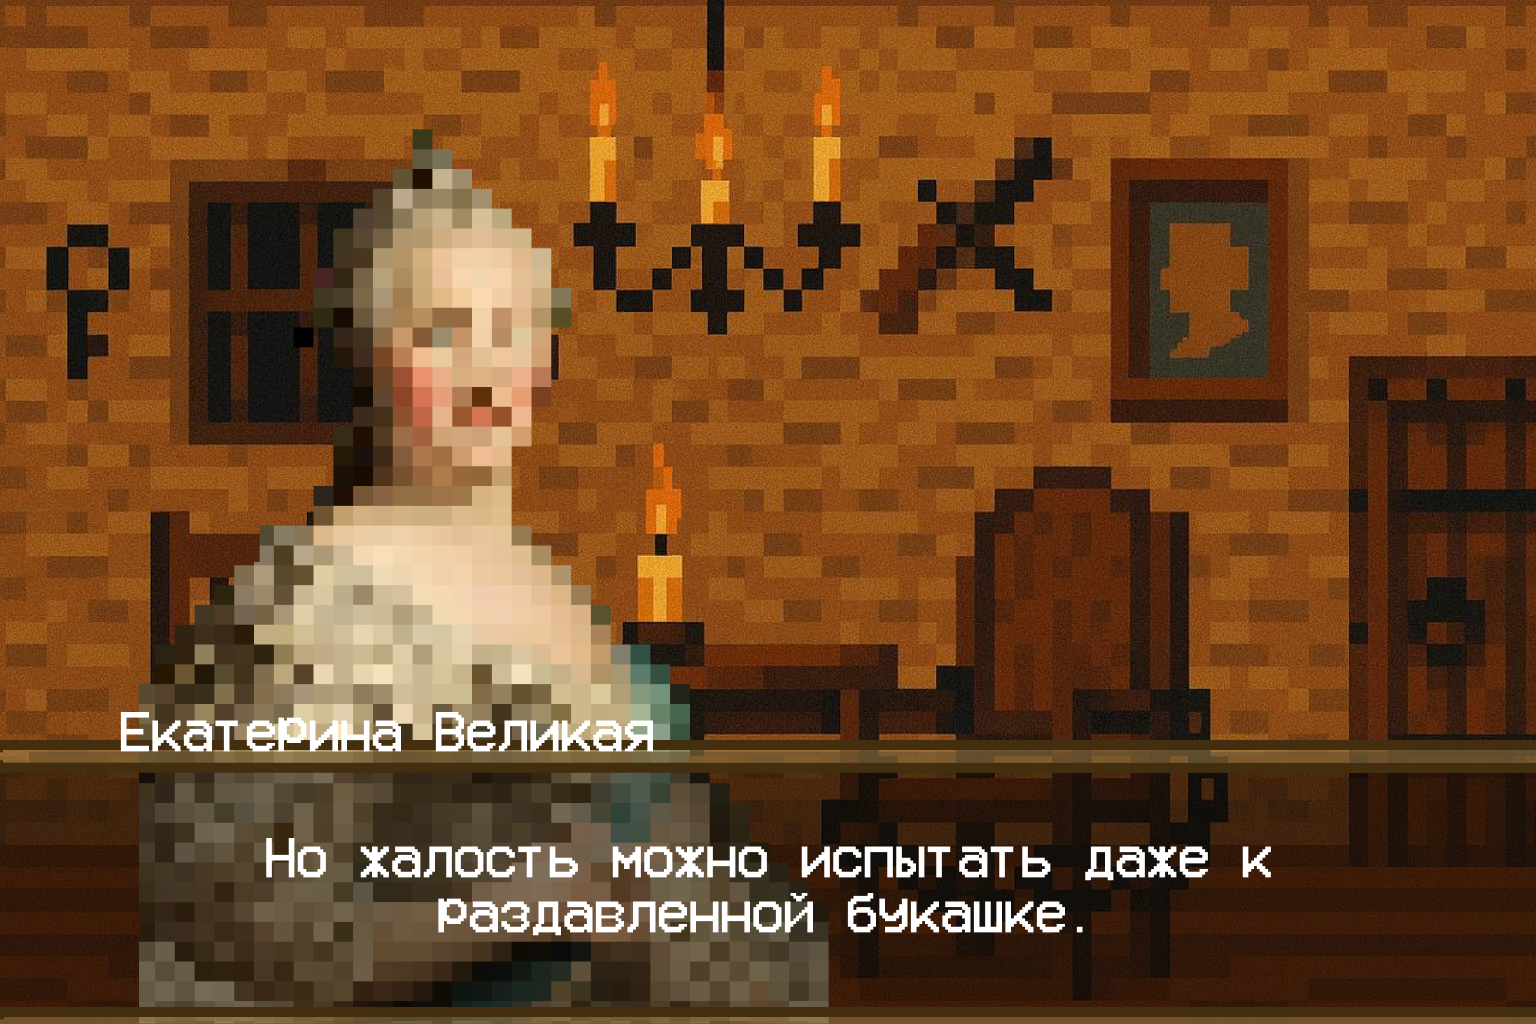 Екатерина Великая
Но жалость можно испытать даже к
раздавленной букашке.